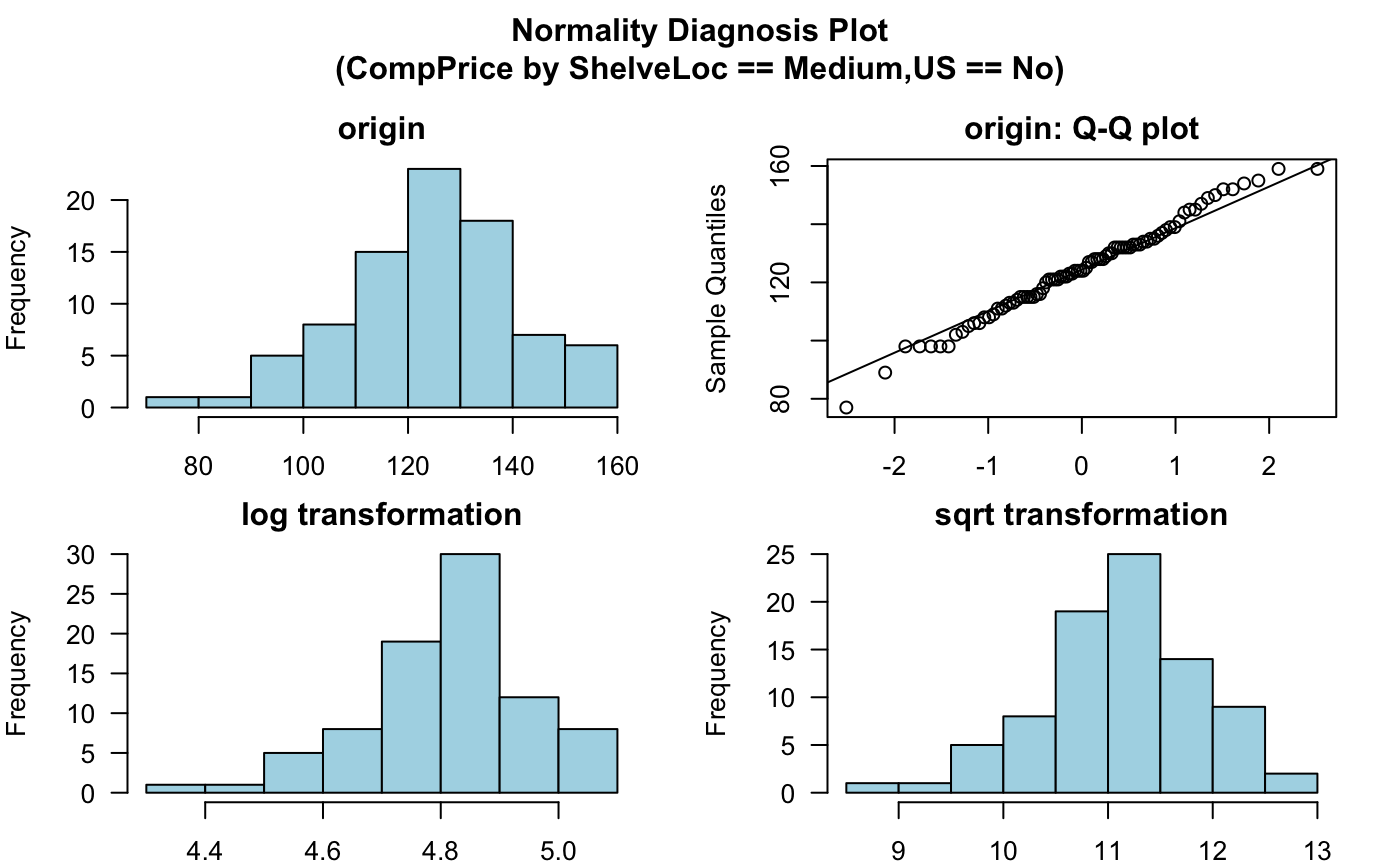 Normality Diagnosis Plot
(CompPrice by ShelveLoc == Medium,US == No)
origin
Frequency
20
15
10
5
0
80 100 120 140 160
origin: Q-Q plot
Sample Quantiles
160
120
80
-2 -1 0 1 2
log transformation
Frequency
30
25
20
15
10
5
0
4.4 4.6 4.8 5.0
sqrt transformation
Frequency
25
20
15
10
5
0
9 10 11 12 13